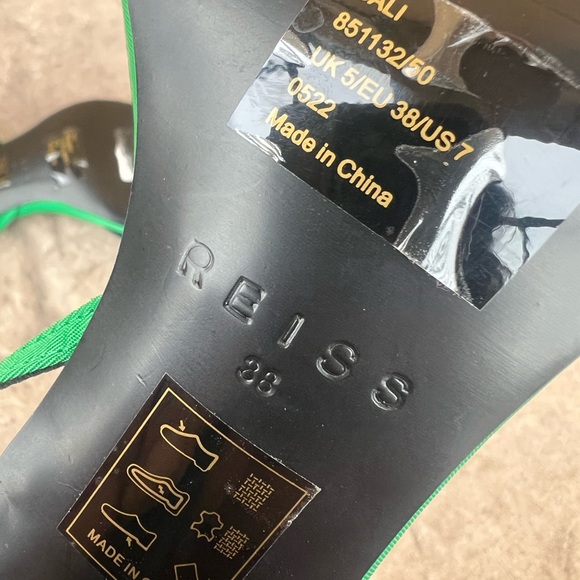 ALI
851132/50
UK 5/EU 38/US 7
0522
Made in China
REISS
38
MADE IN